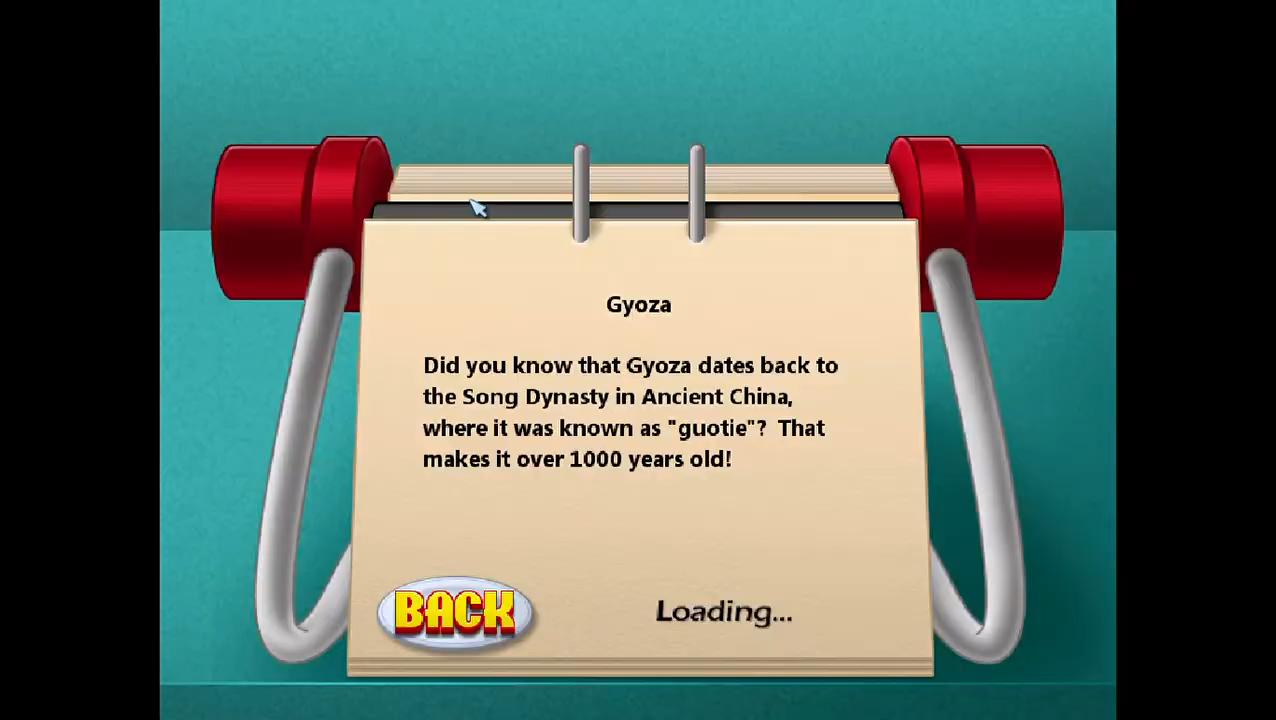 Gyoza
Did you know that Gyoza dates back to
the Song Dynasty in Ancient China,
where it was known as "guotie"?  That
makes it over 1000 years old!
BACK
Loading...